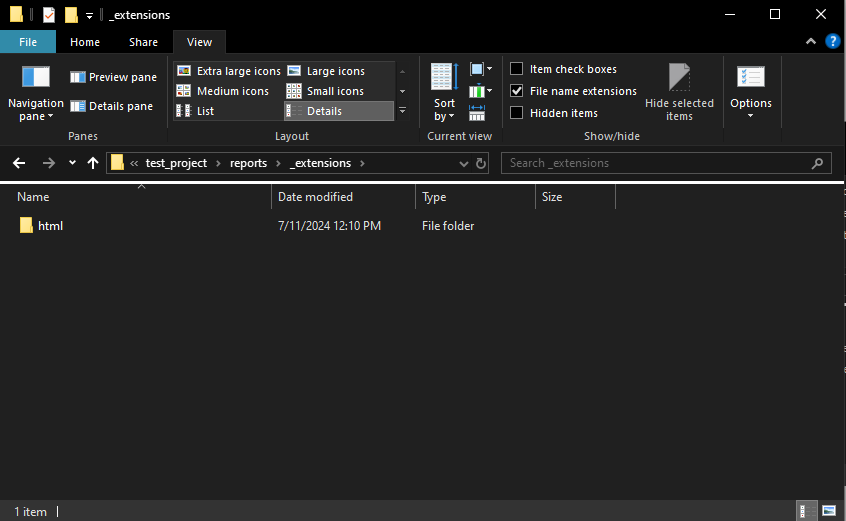 _extensions
File Home Share View
Navigation pane
Preview pane
Details pane
Panes
Extra large icons Large icons
Medium icons Small icons
List Details
Layout
Sort by
Current view
Item check boxes
File name extensions
Hidden items
Hide selected items
Show/hide
Options
« test_project › reports › _extensions ›
Search _extensions
Name Date modified Type Size
html 7/11/2024 12:10 PM File folder
1 item